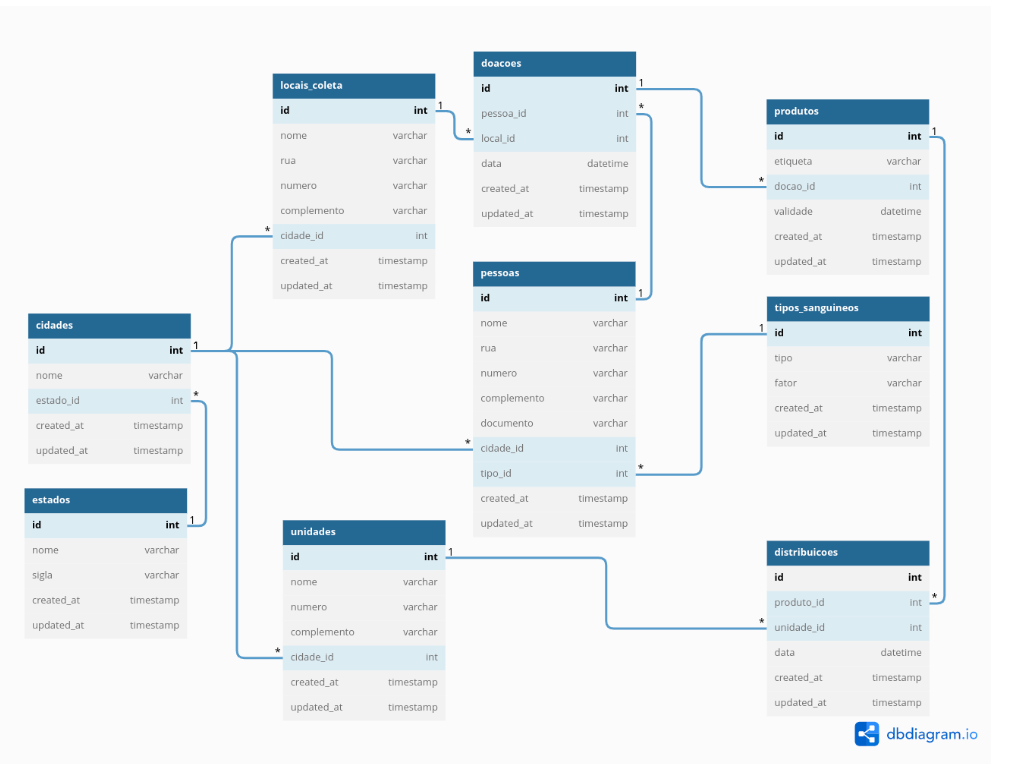 locais_coleta
id int 1
nome varchar
rua varchar
numero varchar
complemento varchar
* cidade_id int
created_at timestamp
updated_at timestamp
doacoes
id int 1
pessoa_id int *
* local_id int
data datetime
created_at timestamp
updated_at timestamp
produtos
id int 1
etiqueta varchar
* docao_id int
validade datetime
created_at timestamp
updated_at timestamp
pessoas
id int 1
nome varchar
rua varchar
numero varchar
complemento varchar
documento varchar
* cidade_id int
tipo_id int *
created_at timestamp
updated_at timestamp
tipos_sanguineos
1 id int
tipo varchar
fator varchar
created_at timestamp
updated_at timestamp
cidades
id int 1
nome varchar
estado_id int *
created_at timestamp
updated_at timestamp
estados
id int 1
nome varchar
sigla varchar
created_at timestamp
updated_at timestamp
unidades
id int 1
nome varchar
numero varchar
complemento varchar
* cidade_id int
created_at timestamp
updated_at timestamp
distribuicoes
id int
produto_id int *
* unidade_id int
data datetime
created_at timestamp
updated_at timestamp
dbdiagram.io